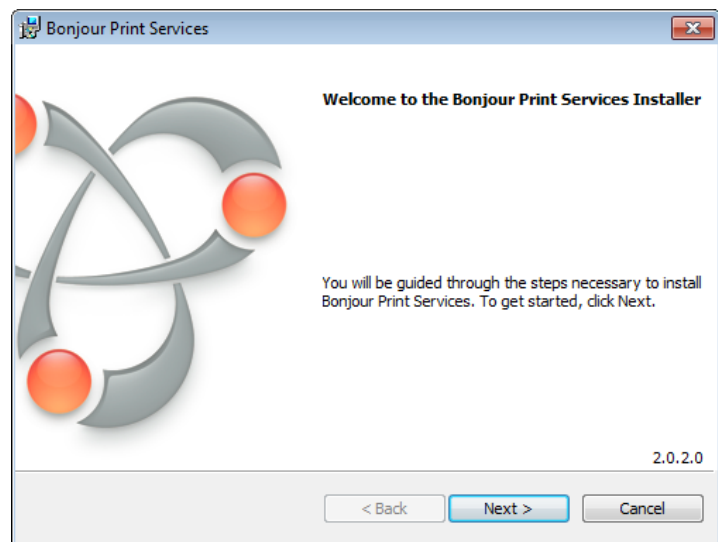 Bonjour Print Services
Welcome to the Bonjour Print Services Installer
You will be guided through the steps necessary to install
Bonjour Print Services. To get started, click Next.
2.0.2.0
< Back
Next >
Cancel